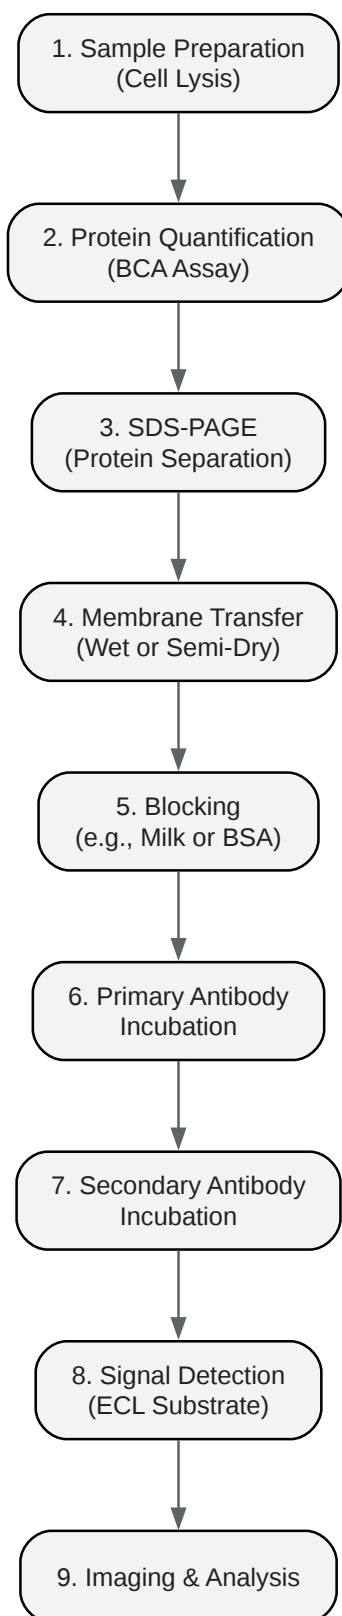 1. Sample Preparation
(Cell Lysis)
2. Protein Quantification
(BCA Assay)
3. SDS-PAGE
(Protein Separation)
4. Membrane Transfer
(Wet or Semi-Dry)
5. Blocking
(e.g., Milk or BSA)
6. Primary Antibody
Incubation
7. Secondary Antibody
Incubation
8. Signal Detection
(ECL Substrate)
9. Imaging & Analysis